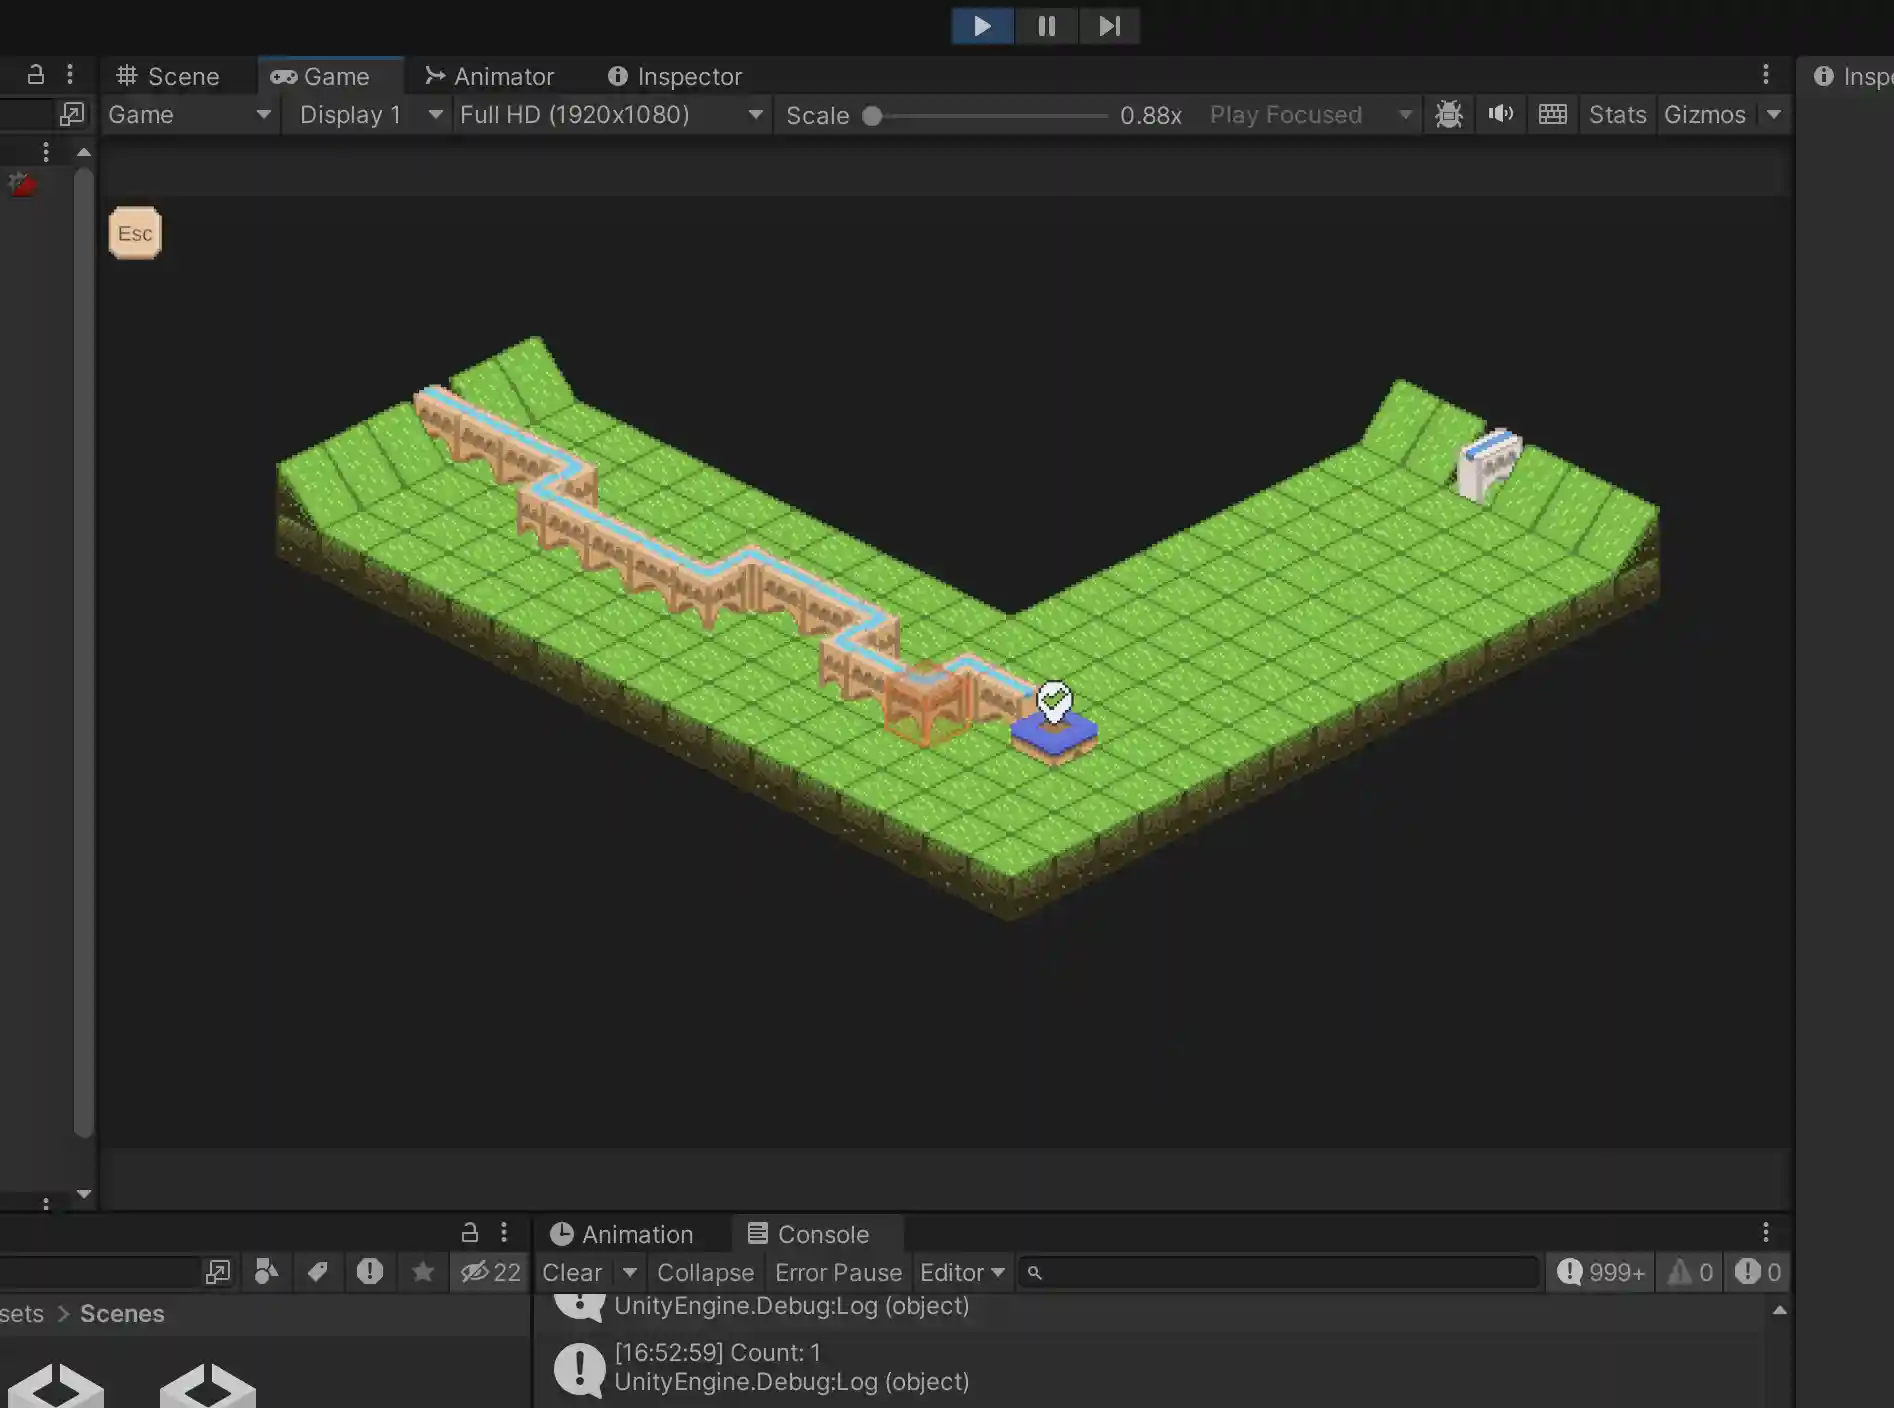 Scene
Game
Animator
Inspector
Game
Display 1
Full HD (1920x1080)
Scale
0.88x
Play Focused
Stats
Gizmos
Esc
Animation
Console
22
Clear
Collapse
Error Pause
Editor
999+
0
0
sets > Scenes
UnityEngine.Debug:Log (object)
[16:52:59] Count: 1
UnityEngine.Debug:Log (object)